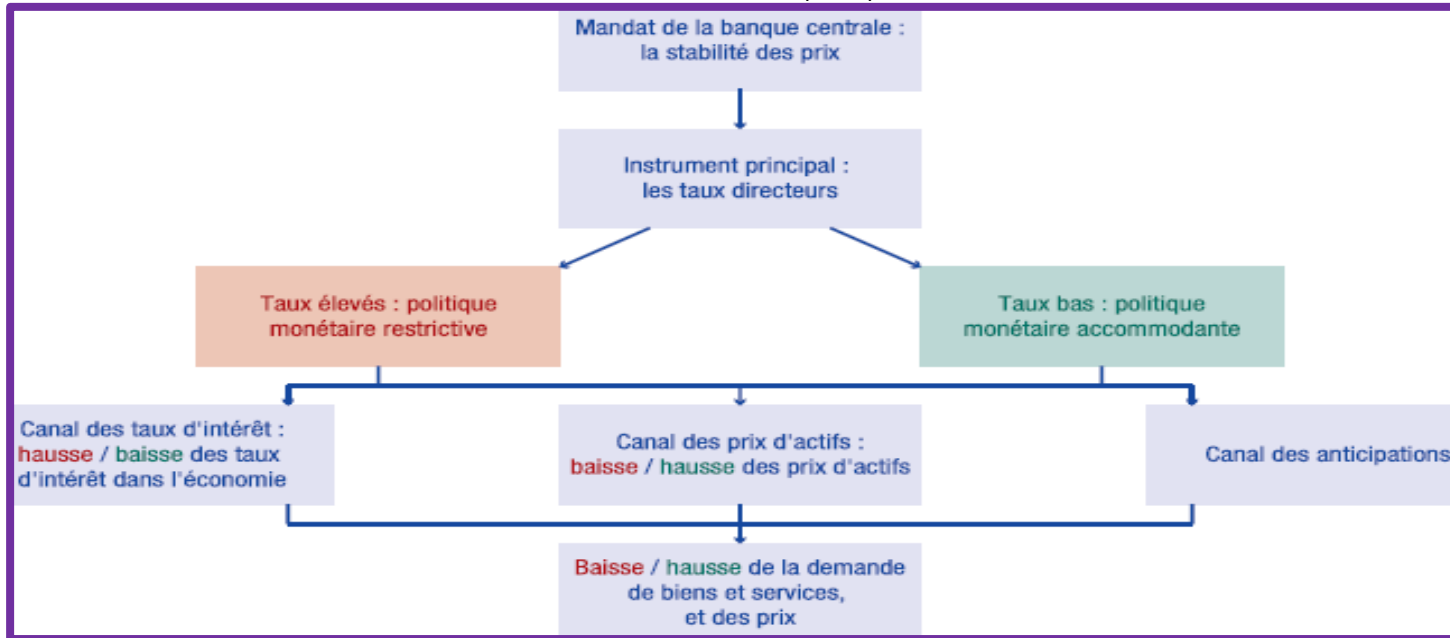 Mandat de la banque centrale :
la stabilité des prix
Instrument principal :
les taux directeurs
Taux élevés : politique
monétaire restrictive
Taux bas : politique
monétaire accommodante
Canal des taux d'intérêt :
hausse / baisse des taux
d'intérêt dans l'économie
Canal des prix d'actifs :
baisse / hausse des prix d'actifs
Canal des anticipations
Baisse / hausse de la demande
de biens et services,
et des prix